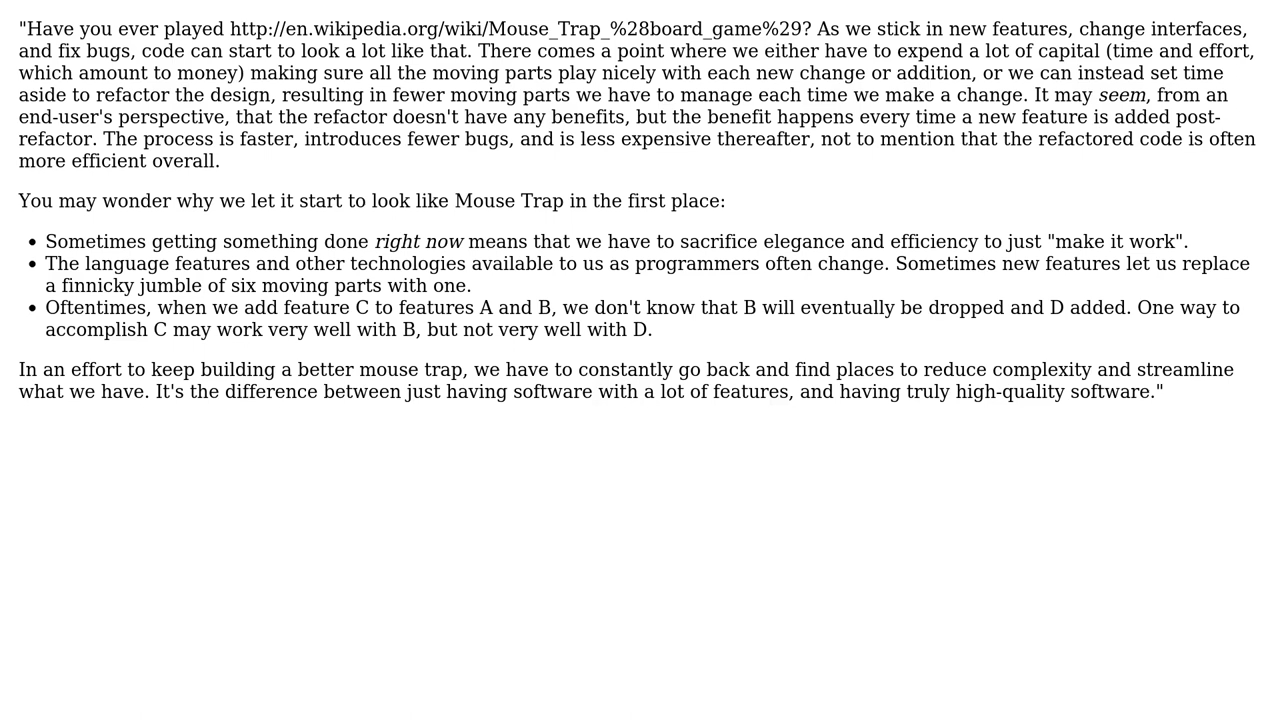 "Have you ever played http://en.wikipedia.org/wiki/Mouse_Trap_%28board_game%29? As we stick in new features, change interfaces,
and fix bugs, code can start to look a lot like that. There comes a point where we either have to expend a lot of capital (time and effort,
which amount to money) making sure all the moving parts play nicely with each new change or addition, or we can instead set time
aside to refactor the design, resulting in fewer moving parts we have to manage each time we make a change. It may seem, from an
end-user's perspective, that the refactor doesn't have any benefits, but the benefit happens every time a new feature is added post-
refactor. The process is faster, introduces fewer bugs, and is less expensive thereafter, not to mention that the refactored code is often
more efficient overall.
You may wonder why we let it start to look like Mouse Trap in the first place:
• Sometimes getting something done right now means that we have to sacrifice elegance and efficiency to just "make it work".
• The language features and other technologies available to us as programmers often change. Sometimes new features let us replace
a finnicky jumble of six moving parts with one.
• Oftentimes, when we add feature C to features A and B, we don't know that B will eventually be dropped and D added. One way to
accomplish C may work very well with B, but not very well with D.
In an effort to keep building a better mouse trap, we have to constantly go back and find places to reduce complexity and streamline
what we have. It's the difference between just having software with a lot of features, and having truly high-quality software."